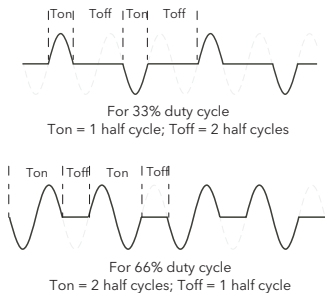 Ton Toff Ton Toff
For 33% duty cycle
Ton = 1 half cycle; Toff = 2 half cycles
Ton Toff Ton Toff
For 66% duty cycle
Ton = 2 half cycles; Toff = 1 half cycle